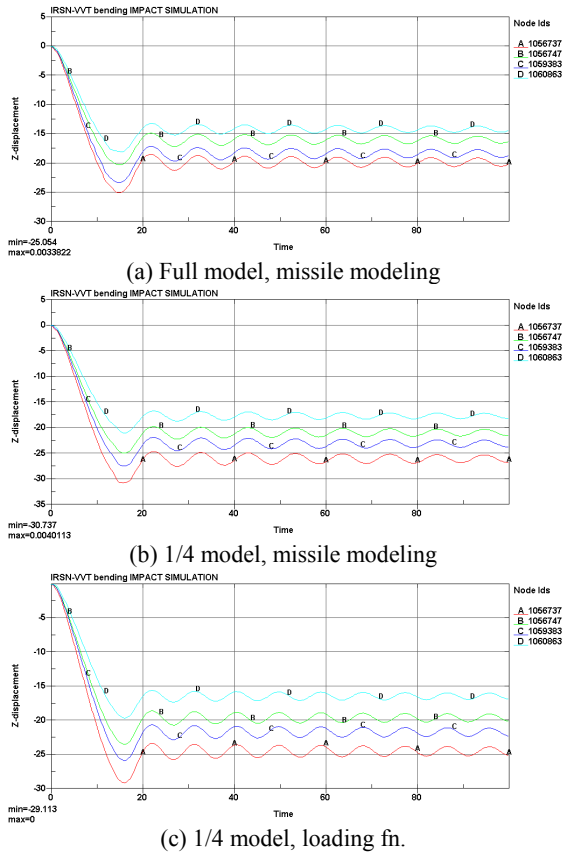 IRSN-VVT bending IMPACT SIMULATION
Node Ids
A 1056737
B 1056747
C 1059383
D 1060863
Z-displacement
5
0
-5
-10
-15
-20
-25
-30
0 20 40 60 80
Time
min=-25.054
max=0.0033822
(a) Full model, missile modeling
IRSN-VVT bending IMPACT SIMULATION
Node Ids
A 1056737
B 1056747
C 1059383
D 1060863
Z-displacement
5
0
-5
-10
-15
-20
-25
-30
-35
0 20 40 60 80
Time
min=-30.737
max=0.0040113
(b) 1/4 model, missile modeling
IRSN-VVT bending IMPACT SIMULATION
Node Ids
A 1056737
B 1056747
C 1059383
D 1060863
Z-displacement
-5
-10
-15
-20
-25
-30
0 20 40 60 80
Time
min=-29.113
max=0
(c) 1/4 model, loading fn.